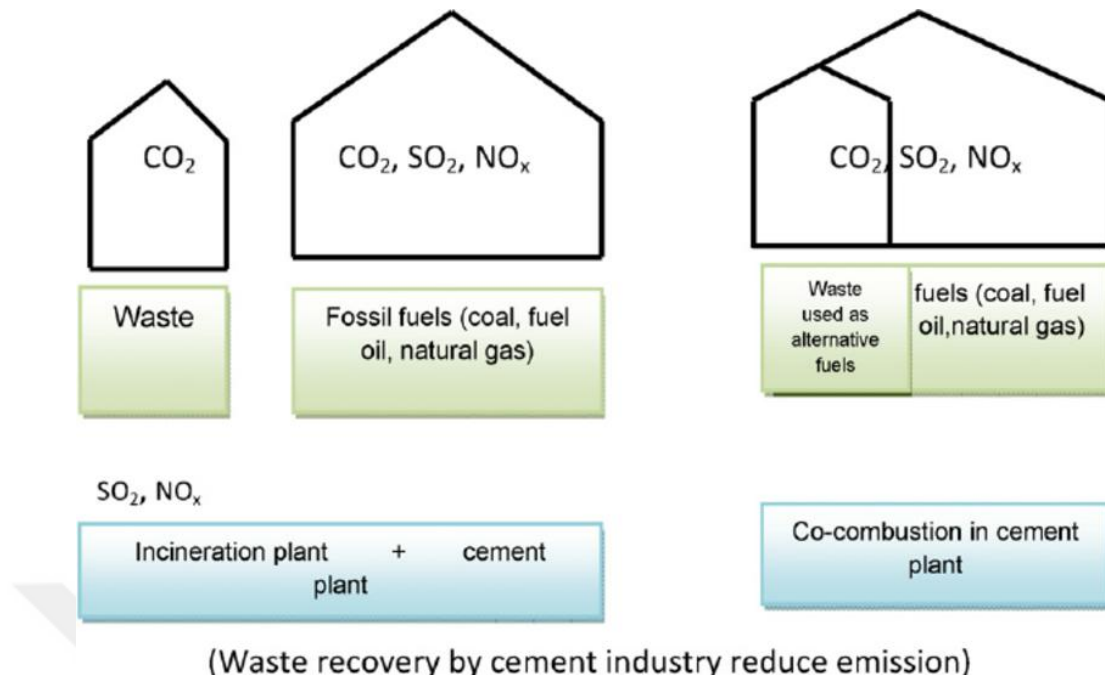 CO₂
CO₂, SO₂, NOₓ
CO₂, SO₂, NOₓ
Waste
Fossil fuels (coal, fuel
oil, natural gas)
Waste
used as
alternative
fuels
fuels (coal, fuel
oil,natural gas)
SO₂, NOₓ
Incineration plant + cement
plant
Co-combustion in cement
plant
(Waste recovery by cement industry reduce emission)